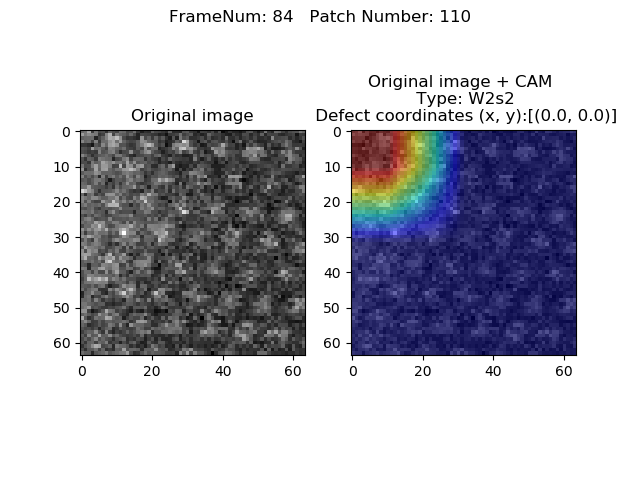 FrameNum: 84   Patch Number: 110
Original image
Original image + CAM
Type: W2s2
Defect coordinates (x, y):[(0.0, 0.0)]
0
10
20
30
40
50
60
0 20 40 60
0
10
20
30
40
50
60
0 20 40 60